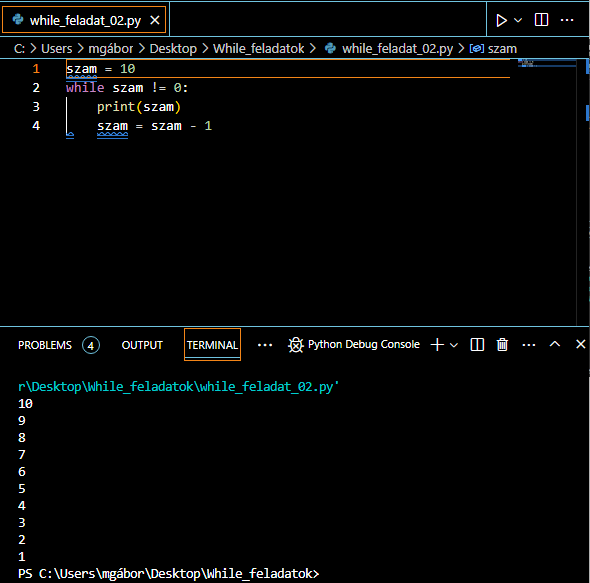 while_feladat_02.py
C: > Users > mgábor > Desktop > While_feladatok > while_feladat_02.py > szam
1 szam = 10
2 while szam != 0:
3     print(szam)
4     szam = szam - 1
PROBLEMS 4 OUTPUT TERMINAL ··· Python Debug Console
r\Desktop\While_feladatok\while_feladat_02.py'
10
9
8
7
6
5
4
3
2
1
PS C:\Users\mgábor\Desktop\While_feladatok>